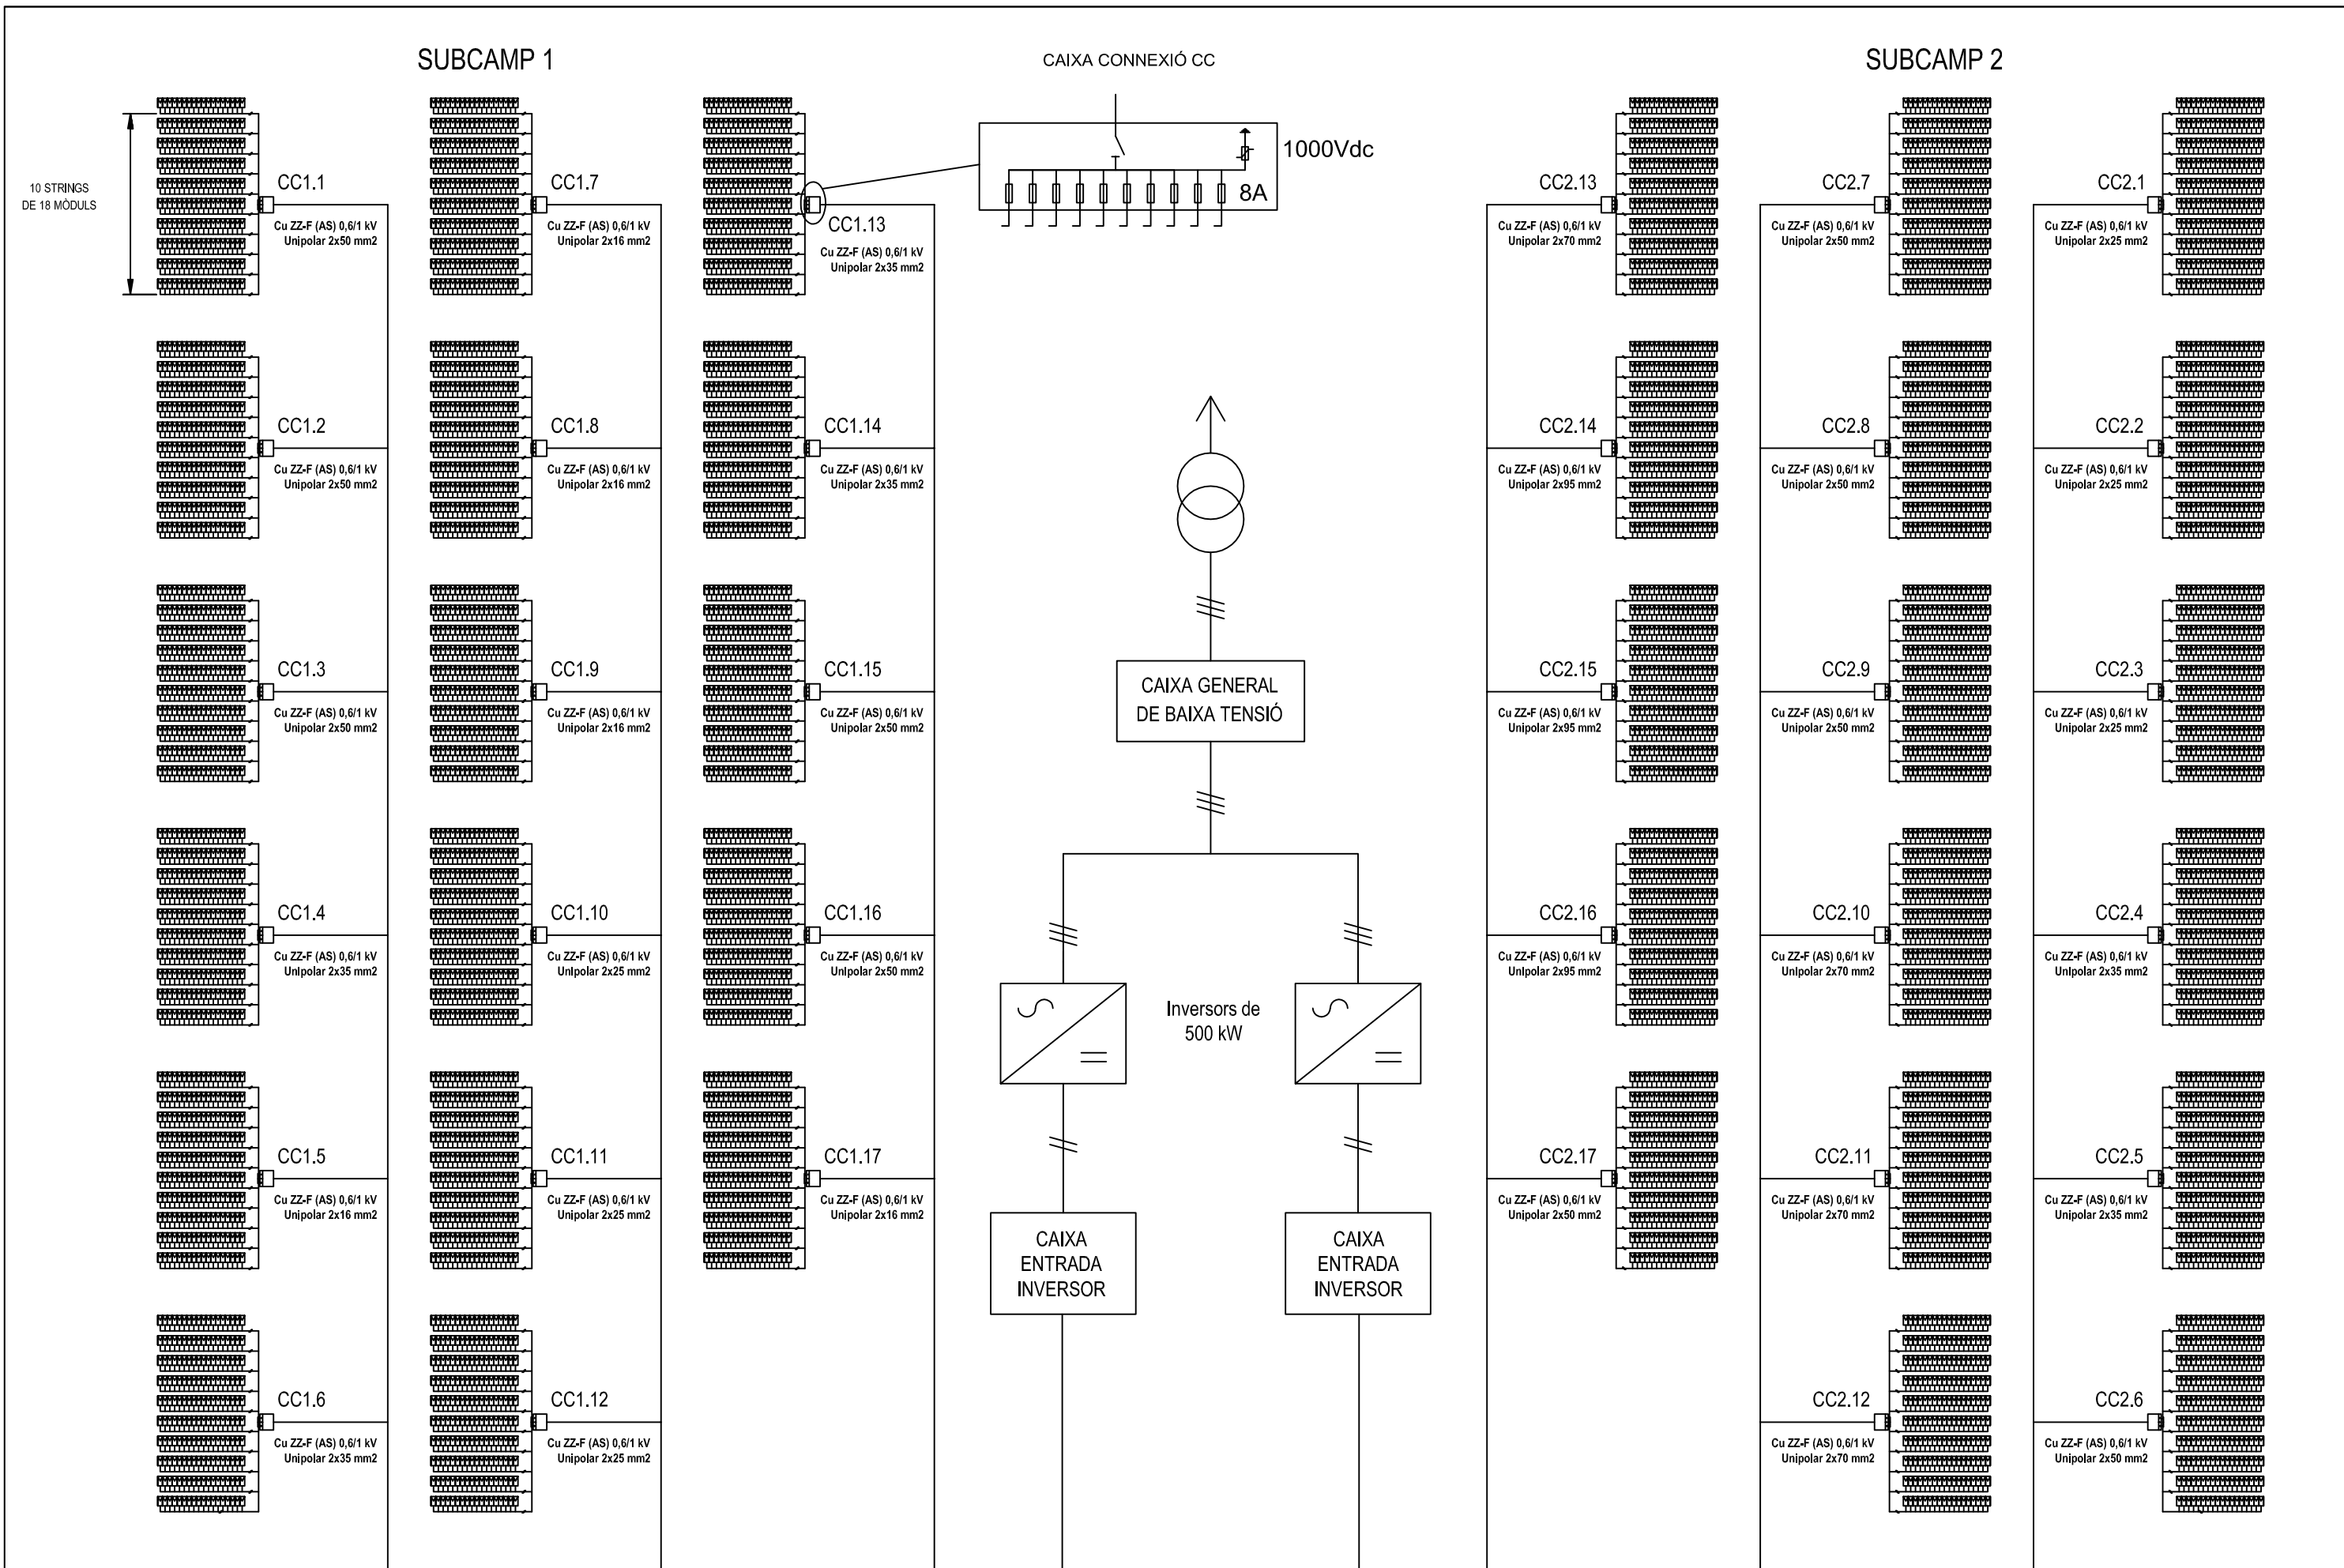 SUBCAMP 1
CAIXA CONNEXIÓ CC
SUBCAMP 2
1000Vdc
8A
10 STRINGS
DE 18 MÒDULS
CC1.1
Cu ZZ-F (AS) 0,6/1 kV
Unipolar 2x50 mm2
CC1.7
Cu ZZ-F (AS) 0,6/1 kV
Unipolar 2x16 mm2
CC1.13
Cu ZZ-F (AS) 0,6/1 kV
Unipolar 2x35 mm2
CC2.13
Cu ZZ-F (AS) 0,6/1 kV
Unipolar 2x70 mm2
CC2.7
Cu ZZ-F (AS) 0,6/1 kV
Unipolar 2x50 mm2
CC2.1
Cu ZZ-F (AS) 0,6/1 kV
Unipolar 2x25 mm2
CC1.2
Cu ZZ-F (AS) 0,6/1 kV
Unipolar 2x50 mm2
CC1.8
Cu ZZ-F (AS) 0,6/1 kV
Unipolar 2x16 mm2
CC1.14
Cu ZZ-F (AS) 0,6/1 kV
Unipolar 2x35 mm2
CC2.14
Cu ZZ-F (AS) 0,6/1 kV
Unipolar 2x95 mm2
CC2.8
Cu ZZ-F (AS) 0,6/1 kV
Unipolar 2x50 mm2
CC2.2
Cu ZZ-F (AS) 0,6/1 kV
Unipolar 2x25 mm2
CC1.3
Cu ZZ-F (AS) 0,6/1 kV
Unipolar 2x50 mm2
CC1.9
Cu ZZ-F (AS) 0,6/1 kV
Unipolar 2x16 mm2
CC1.15
Cu ZZ-F (AS) 0,6/1 kV
Unipolar 2x50 mm2
CAIXA GENERAL
DE BAIXA TENSIÓ
CC2.15
Cu ZZ-F (AS) 0,6/1 kV
Unipolar 2x95 mm2
CC2.9
Cu ZZ-F (AS) 0,6/1 kV
Unipolar 2x50 mm2
CC2.3
Cu ZZ-F (AS) 0,6/1 kV
Unipolar 2x25 mm2
CC1.4
Cu ZZ-F (AS) 0,6/1 kV
Unipolar 2x35 mm2
CC1.10
Cu ZZ-F (AS) 0,6/1 kV
Unipolar 2x25 mm2
CC1.16
Cu ZZ-F (AS) 0,6/1 kV
Unipolar 2x50 mm2
Inversors de
500 kW
CC2.16
Cu ZZ-F (AS) 0,6/1 kV
Unipolar 2x95 mm2
CC2.10
Cu ZZ-F (AS) 0,6/1 kV
Unipolar 2x70 mm2
CC2.4
Cu ZZ-F (AS) 0,6/1 kV
Unipolar 2x35 mm2
CC1.5
Cu ZZ-F (AS) 0,6/1 kV
Unipolar 2x16 mm2
CC1.11
Cu ZZ-F (AS) 0,6/1 kV
Unipolar 2x25 mm2
CC1.17
Cu ZZ-F (AS) 0,6/1 kV
Unipolar 2x16 mm2
CAIXA
ENTRADA
INVERSOR
CAIXA
ENTRADA
INVERSOR
CC2.17
Cu ZZ-F (AS) 0,6/1 kV
Unipolar 2x50 mm2
CC2.11
Cu ZZ-F (AS) 0,6/1 kV
Unipolar 2x70 mm2
CC2.5
Cu ZZ-F (AS) 0,6/1 kV
Unipolar 2x35 mm2
CC1.6
Cu ZZ-F (AS) 0,6/1 kV
Unipolar 2x35 mm2
CC1.12
Cu ZZ-F (AS) 0,6/1 kV
Unipolar 2x25 mm2
CC2.12
Cu ZZ-F (AS) 0,6/1 kV
Unipolar 2x70 mm2
CC2.6
Cu ZZ-F (AS) 0,6/1 kV
Unipolar 2x50 mm2